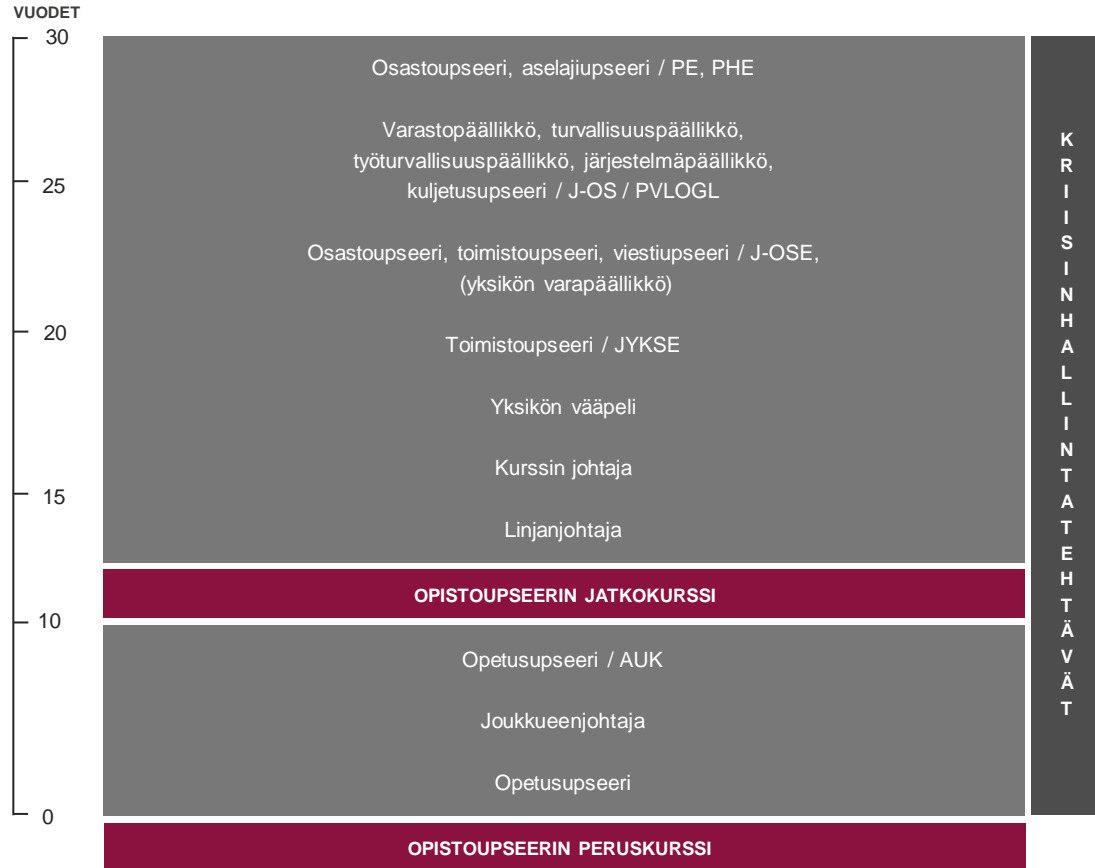 VUODET
30
Osastoupseeri, aselajiupseeri / PE, PHE
Varastopäällikkö, turvallisuuspäällikkö,
työturvallisuuspäällikkö, järjestelmäpäällikkö,
25
kuljetusupseeri / J-OS / PVLOGL
Osastoupseeri, toimistoupseeri, viestiupseeri / J-OSE,
(yksikön varapäällikkö)
20
Toimistoupseeri / JYKSE
Yksikön vääpeli
Kurssin johtaja
15
Linjanjohtaja
OPISTOUPSEERIN JATKOKURSSI
10
Opetusupseeri / AUK
Joukkueenjohtaja
Opetusupseeri
0
OPISTOUPSEERIN PERUSKURSSI
KRIISINHALLINTATEHTÄVÄT